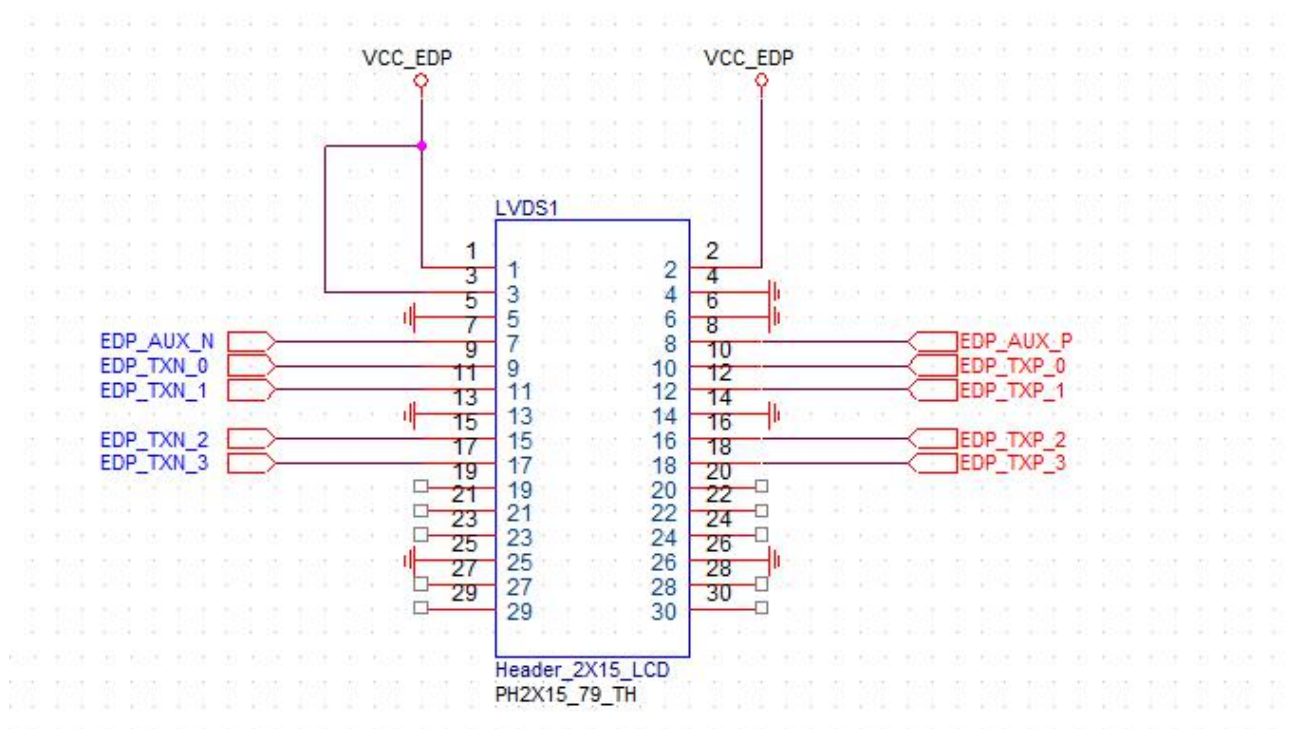 VCC_EDP VCC_EDP
LVDS1
1 2
1 2
3 4
3 4
5 6
5 6
7 8
EDP_AUX_N 7 8 EDP_AUX_P
9 10
EDP_TXN_0 9 10 EDP_TXP_0
11 12
EDP_TXN_1 11 12 EDP_TXP_1
13 14
13 14
15 16
EDP_TXN_2 15 16 EDP_TXP_2
17 18
EDP_TXN_3 17 18 EDP_TXP_3
19 20
19 20
21 22
21 22
23 24
23 24
25 26
25 26
27 28
27 28
29 30
29 30
Header_2X15_LCD
PH2X15_79_TH